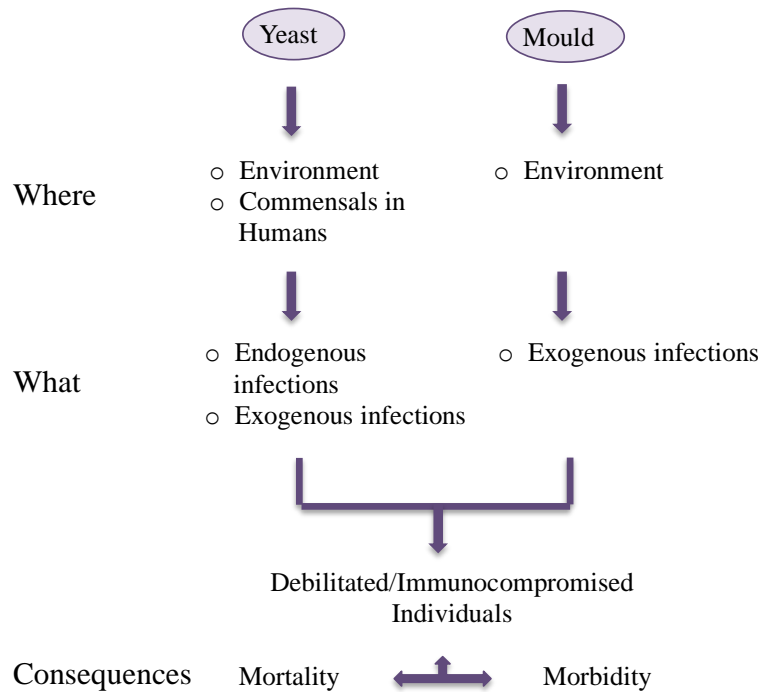 Yeast
Mould
Where
○ Environment
○ Commensals in
Humans
○ Environment
What
○ Endogenous
infections
○ Exogenous infections
○ Exogenous infections
Debilitated/Immunocompromised
Individuals
Consequences
Mortality
Morbidity